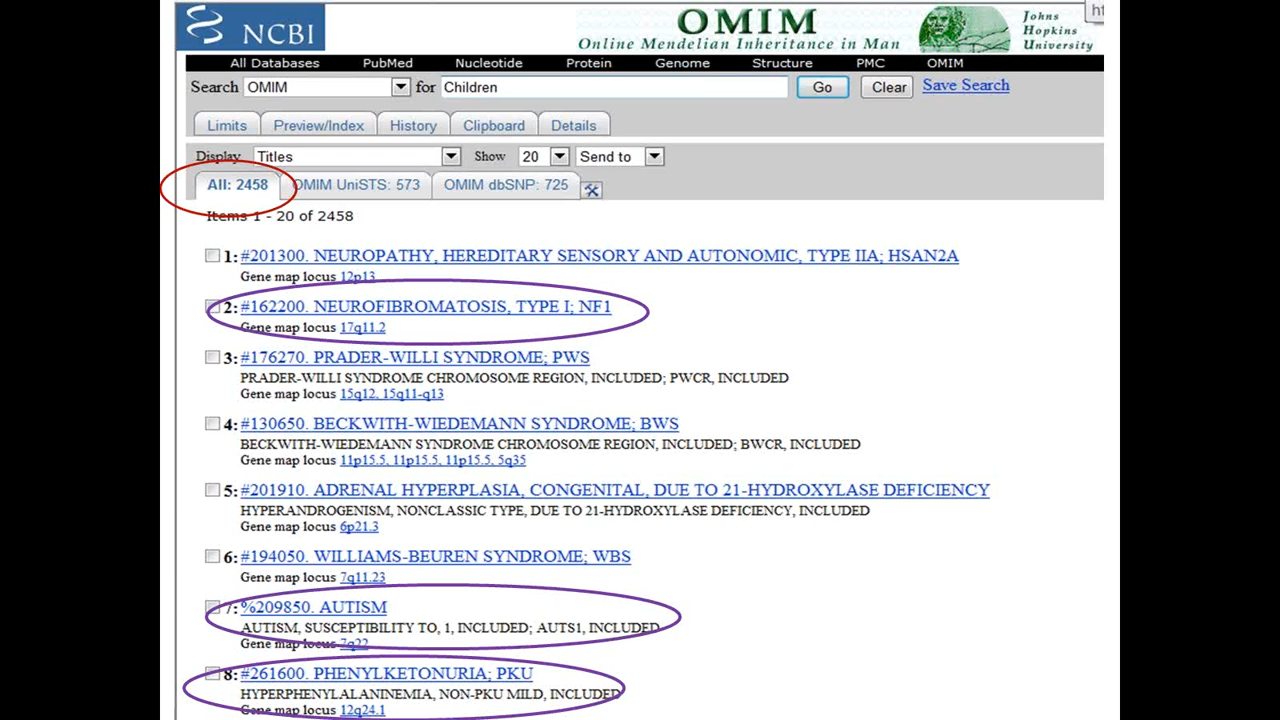 NCBI
OMIM
Online Mendelian Inheritance in Man
Johns
Hopkins
University
All Databases PubMed Nucleotide Protein Genome Structure PMC OMIM
Search OMIM for Children Go Clear Save Search
Limits Preview/Index History Clipboard Details
Display Titles Show 20 Send to
All: 2458 OMIM UniSTS: 573 OMIM dbSNP: 725
Items 1 - 20 of 2458
1: #201300. NEUROPATHY, HEREDITARY SENSORY AND AUTONOMIC, TYPE IIA; HSAN2A
Gene map locus 12p13
2: #162200. NEUROFIBROMATOSIS, TYPE I; NF1
Gene map locus 17q11.2
3: #176270. PRADER-WILLI SYNDROME; PWS
PRADER-WILLI SYNDROME CHROMOSOME REGION, INCLUDED; PWCR, INCLUDED
Gene map locus 15q12, 15q11-q13
4: #130650. BECKWITH-WIEDEMANN SYNDROME; BWS
BECKWITH-WIEDEMANN SYNDROME CHROMOSOME REGION, INCLUDED; BWCR, INCLUDED
Gene map locus 11p15.5, 11p15.5, 11p15.5, 5q35
5: #201910. ADRENAL HYPERPLASIA, CONGENITAL, DUE TO 21-HYDROXYLASE DEFICIENCY
HYPERANDROGENISM, NONCLASSIC TYPE, DUE TO 21-HYDROXYLASE DEFICIENCY, INCLUDED
Gene map locus 6p21.3
6: #194050. WILLIAMS-BEUREN SYNDROME; WBS
Gene map locus 7q11.23
7: %209850. AUTISM
AUTISM, SUSCEPTIBILITY TO, 1, INCLUDED; AUTS1, INCLUDED
Gene map locus 7q22
8: #261600. PHENYLKETONURIA; PKU
HYPERPHENYLALANINEMIA, NON-PKU MILD, INCLUDED
Gene map locus 12q24.1